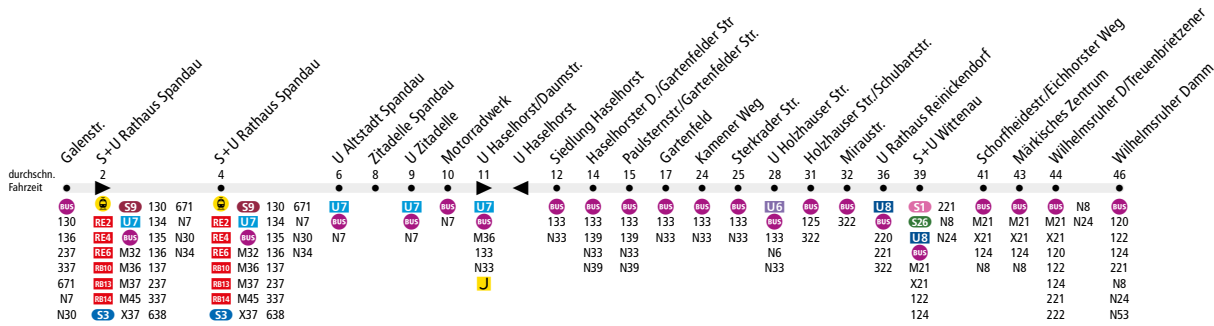 Galenstr.
S+U Rathaus Spandau
S+U Rathaus Spandau
U Altstadt Spandau
Zitadelle Spandau
U Zitadelle
Motorradwerk
U Haselhorst/Daumstr.
U Haselhorst
Siedlung Haselhorst
Haselhorster D./Gartenfelder Str
Paulsternstr./Gartenfelder Str.
Gartenfeld
Kamener Weg
Sterkrader Str.
U Holzhauser Str.
Holzhauser Str/Schubartstr.
Miraustr.
U Rathaus Reinickendorf
S+U Wittenau
Schorfheidestr./Eichhorster Weg
Märkisches Zentrum
Wilhelmsruher D/Treuenbrietzener
Wilhelmsruher Damm
durchschn. 2 4 6 8 9 10 11 12 14 15 17 24 25 28 31 32 36 39 41 43 44 46
Fahrzeit
BUS S9 130 671 S9 130 671 U7 U7 BUS U7 BUS BUS BUS BUS BUS BUS U6 BUS BUS U8 S1 221 BUS BUS BUS N8 BUS
130 RE2 U7 134 N7 RE2 U7 134 N7 BUS BUS N7 BUS 133 133 133 133 133 133 BUS 125 322 BUS S26 N8 M21 M21 M21 N24 120
136 RE4 BUS 135 N30 RE4 BUS 135 N30 N7 N7 M36 N33 139 139 N33 N33 N33 133 322 220 U8 N24 X21 X21 X21 122
237 RE6 M32 136 N34 RE6 M32 136 N34 133 N33 N33 N6 221 BUS 124 124 120 124
337 RB10 M36 137 RB10 M36 137 N33 N39 N39 N33 322 M21 N8 N8 122 221
671 RB13 M37 237 RB13 M37 237 J X21 124 N8
N7 RB14 M45 337 RB14 M45 337 122 221 N24
N30 S3 X37 638 S3 X37 638 124 222 N53